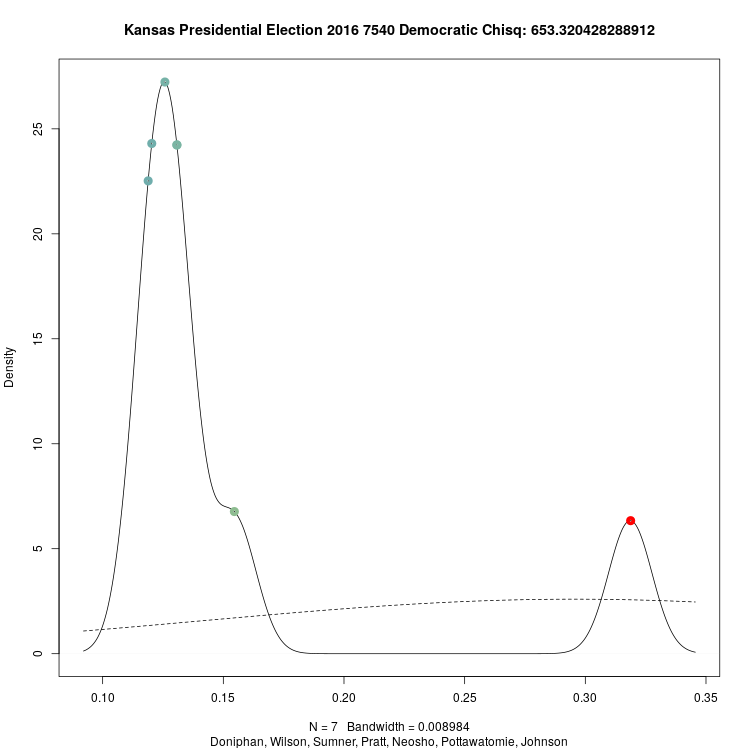 Kansas Presidential Election 2016 7540 Democratic Chisq: 653.320428288912
Density
25
20
15
10
5
0
0.10 0.15 0.20 0.25 0.30 0.35
N = 7 Bandwidth = 0.008984
Doniphan, Wilson, Sumner, Pratt, Neosho, Pottawatomie, Johnson